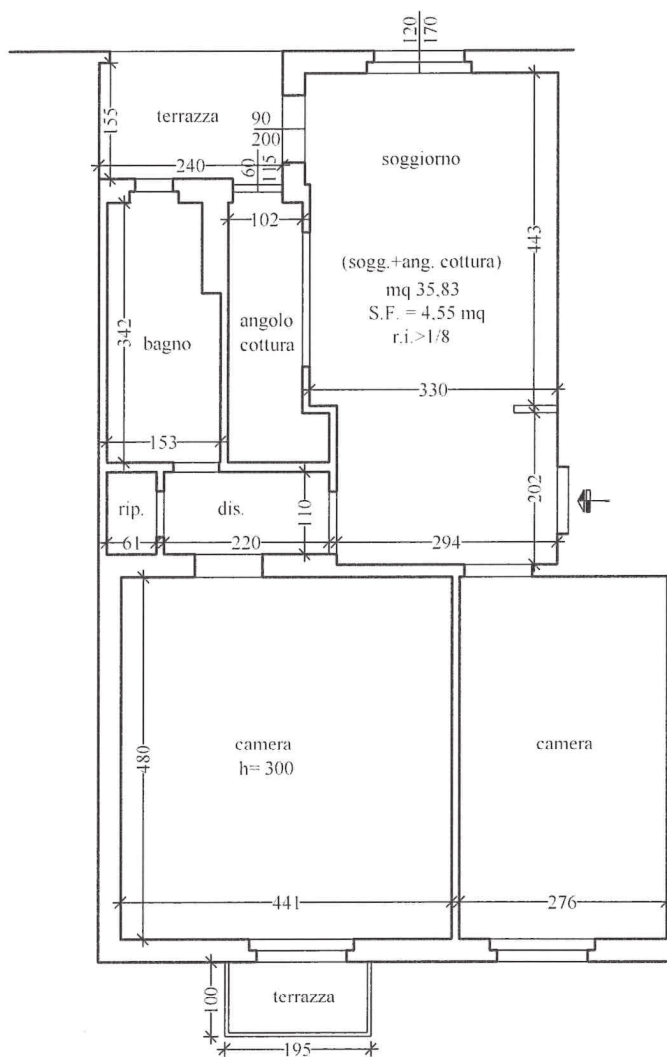 120
170
155
terrazza
90
200
240
60
115
soggiorno
443
102
(sogg.+ang. cottura)
mq 35,83
S.F. = 4,55 mq
r.i.>1/8
342
bagno
angolo
cottura
330
153
202
rip.
dis.
110
61
220
294
480
camera
h= 300
camera
441
276
100
terrazza
195